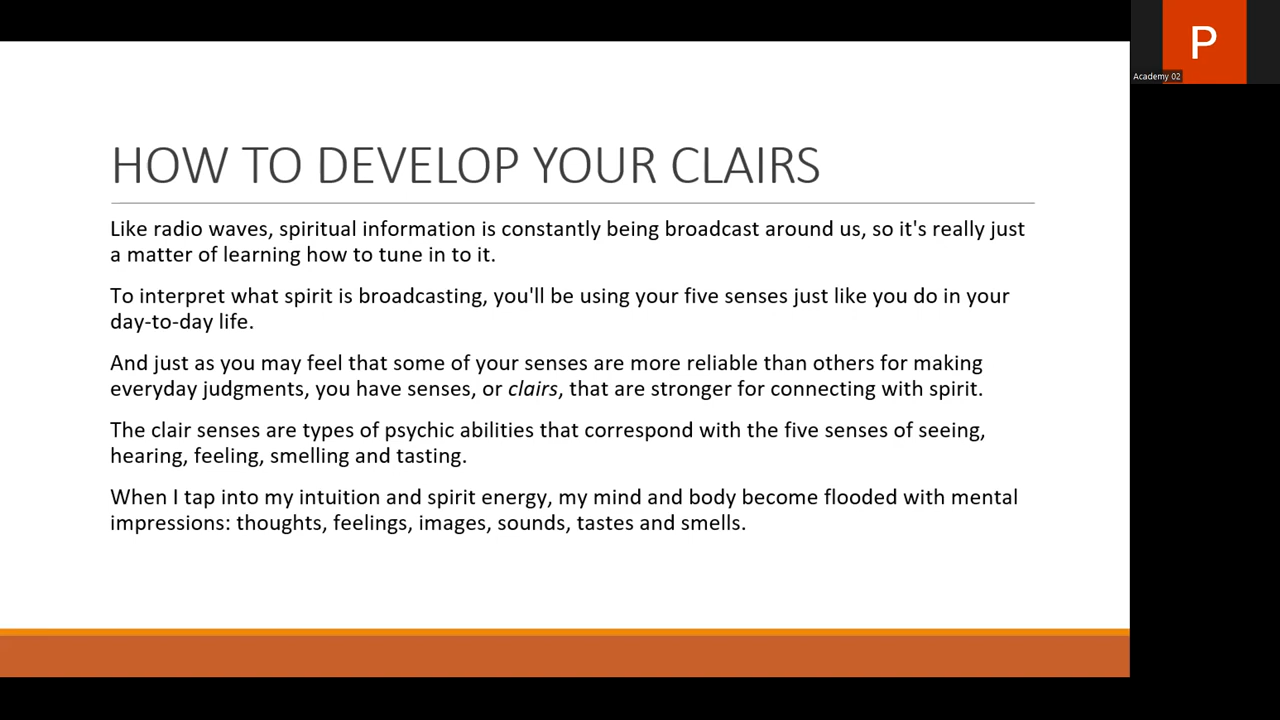 P
Academy 02
HOW TO DEVELOP YOUR CLAIRS
Like radio waves, spiritual information is constantly being broadcast around us, so it's really just
a matter of learning how to tune in to it.
To interpret what spirit is broadcasting, you'll be using your five senses just like you do in your
day-to-day life.
And just as you may feel that some of your senses are more reliable than others for making
everyday judgments, you have senses, or clairs, that are stronger for connecting with spirit.
The clair senses are types of psychic abilities that correspond with the five senses of seeing,
hearing, feeling, smelling and tasting.
When I tap into my intuition and spirit energy, my mind and body become flooded with mental
impressions: thoughts, feelings, images, sounds, tastes and smells.